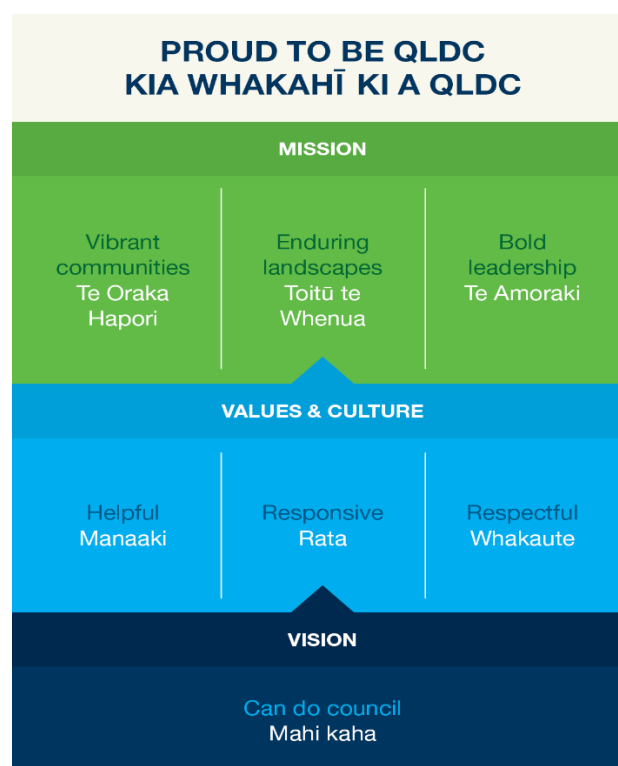 PROUD TO BE QLDC
KIA WHAKAHĪ KI A QLDC
MISSION
Vibrant
communities
Te Oraka
Hapori
Enduring
landscapes
Toitū te
Whenua
Bold
leadership
Te Amoraki
VALUES & CULTURE
Helpful
Manaaki
Responsive
Rata
Respectful
Whakaute
VISION
Can do council
Mahi kaha